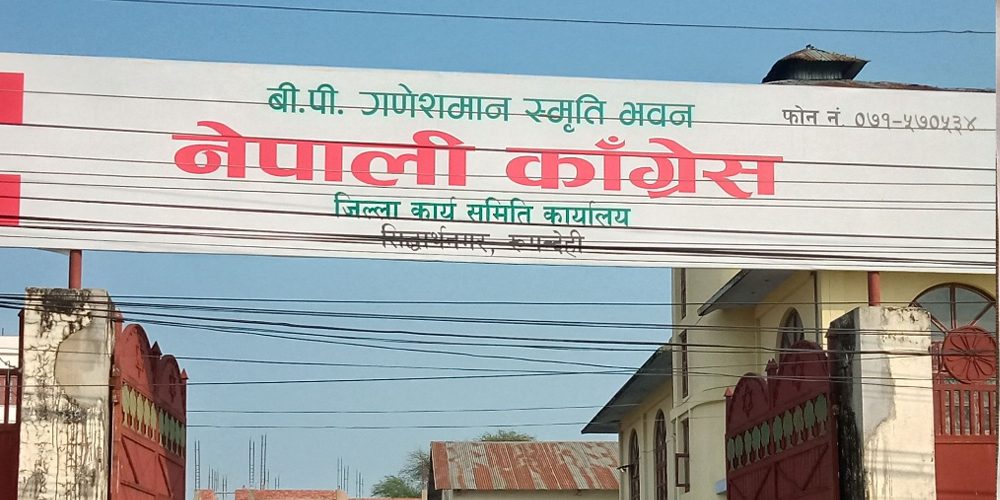 बी.पी. गणेशमान स्मृति भवन
फोन नं. ०७१-५७०५३४
नेपाली काँग्रेस
जिल्ला कार्य समिति कार्यालय
सिद्धार्थनगर, रूपन्देही